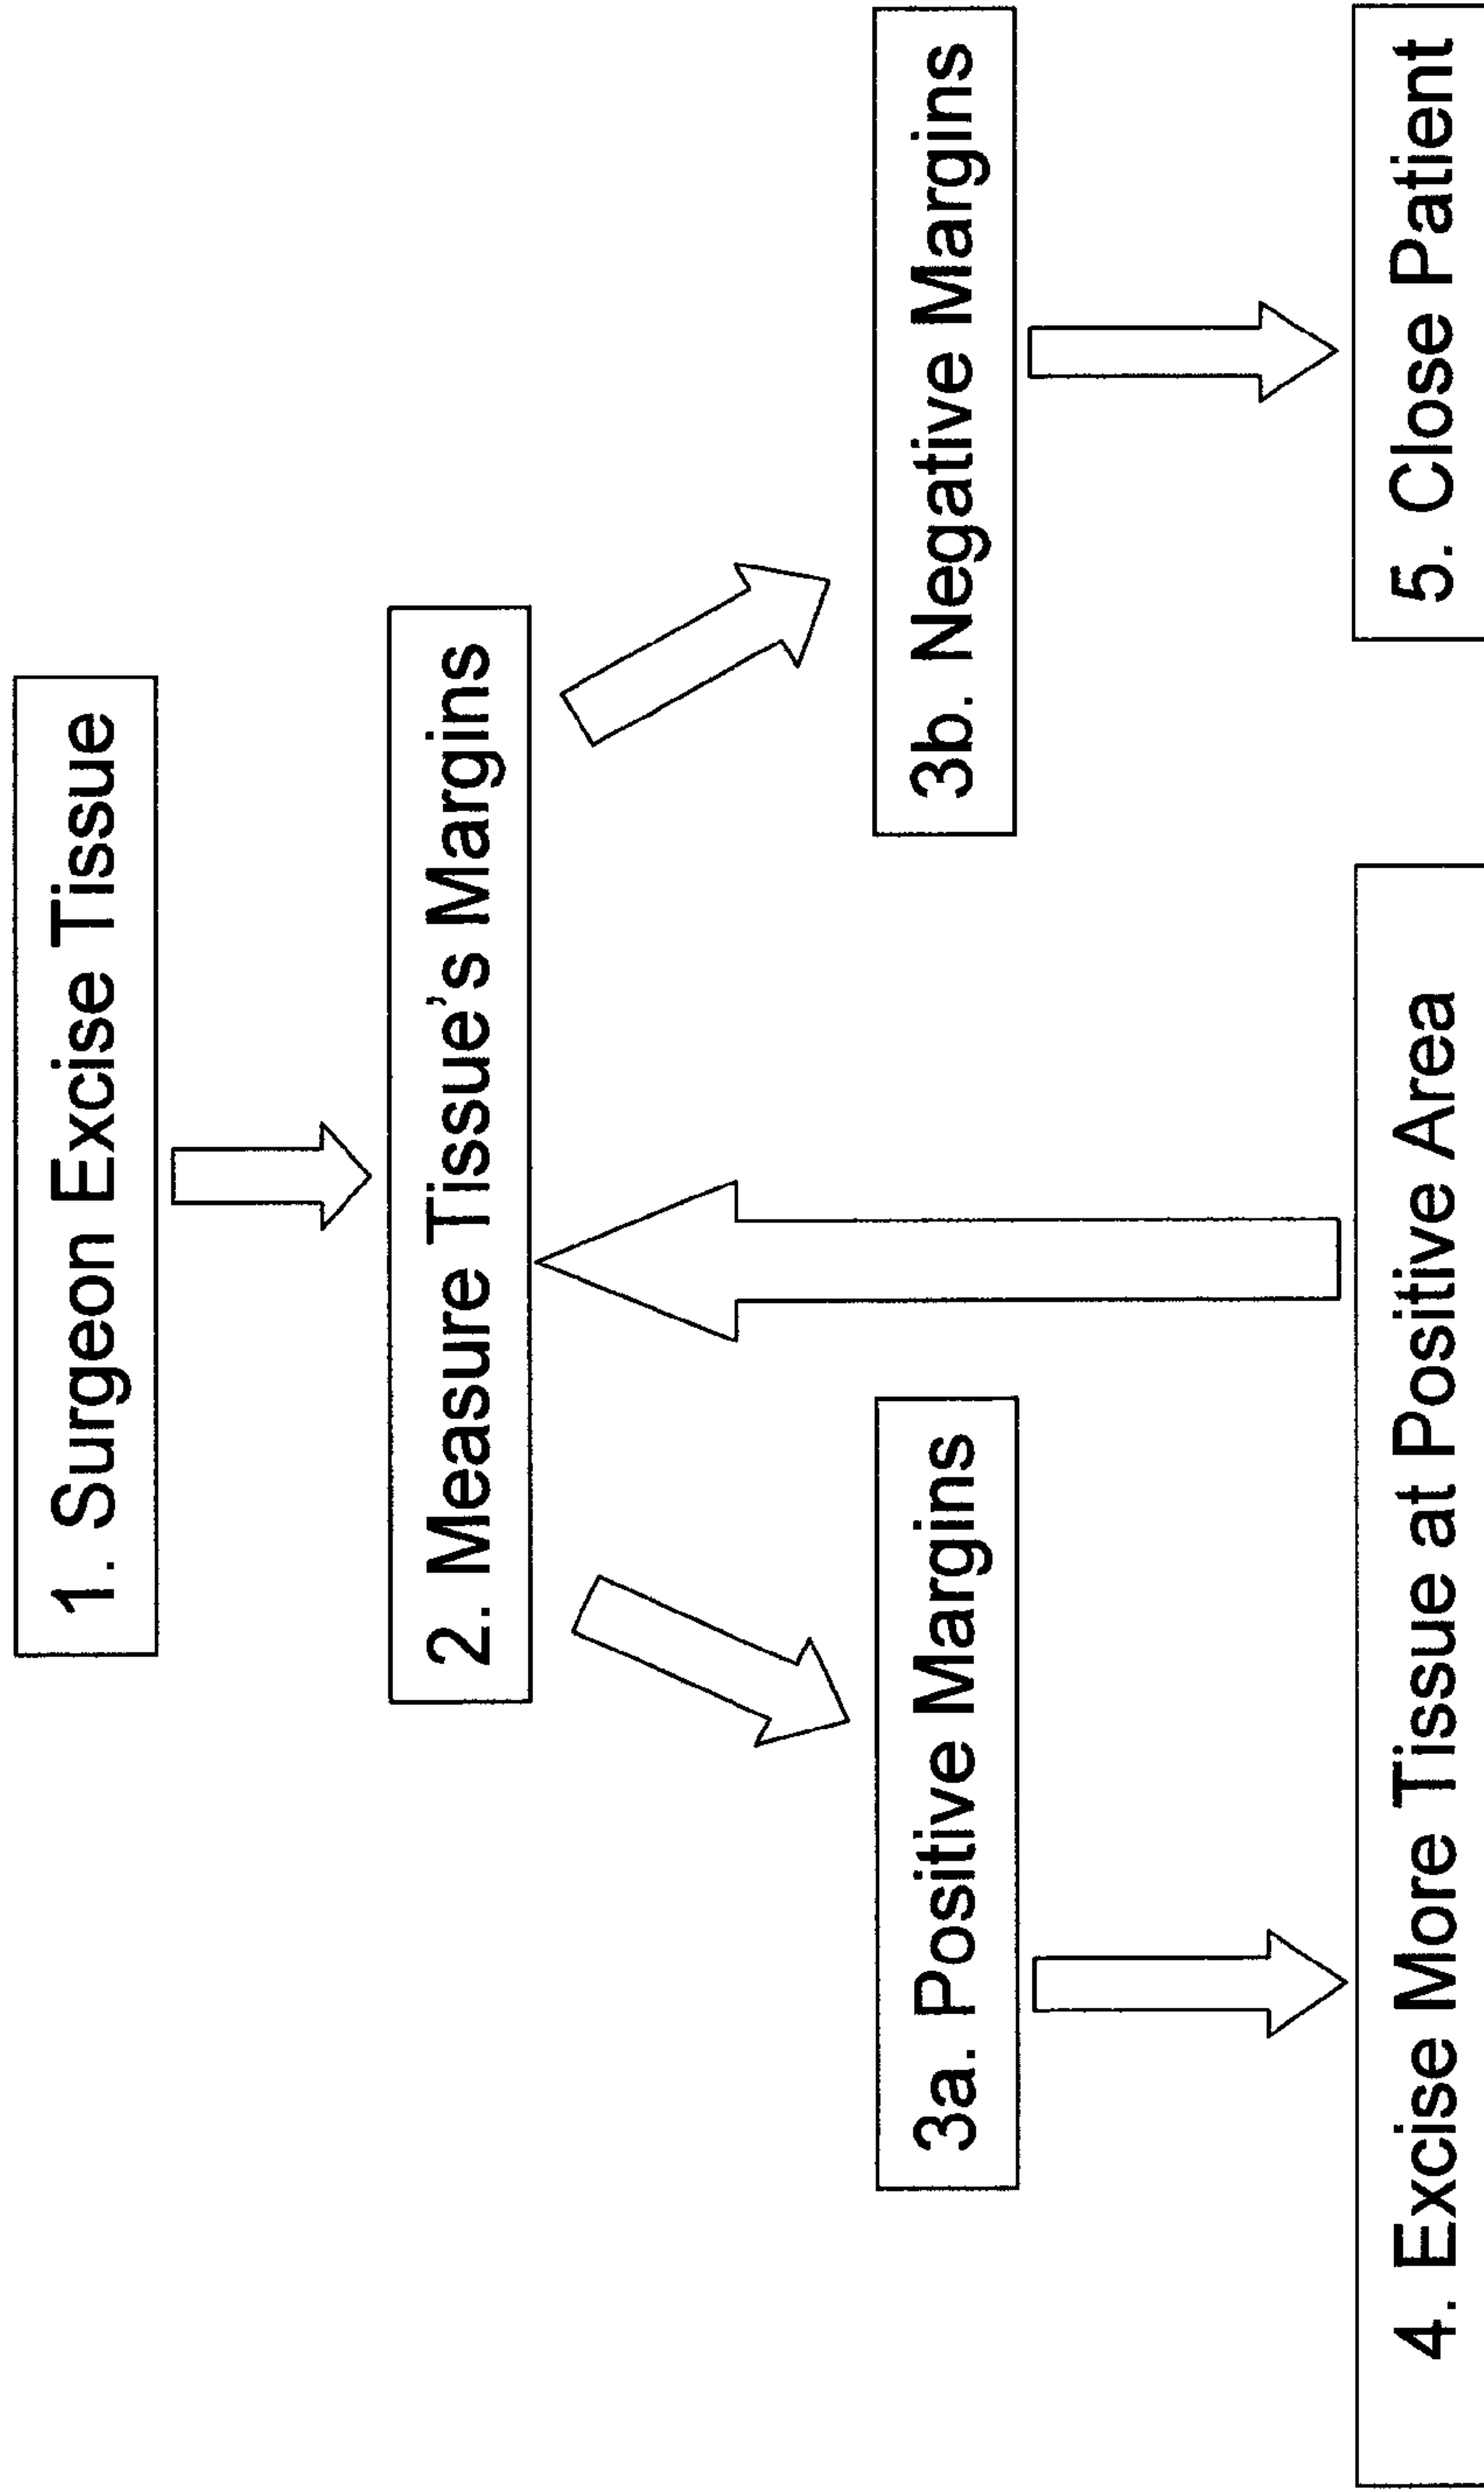 1. Surgeon Excise Tissue
2. Measure Tissue's Margins
3a. Positive Margins
3b. Negative Margins
4. Excise More Tissue at Positive Area
5. Close Patient